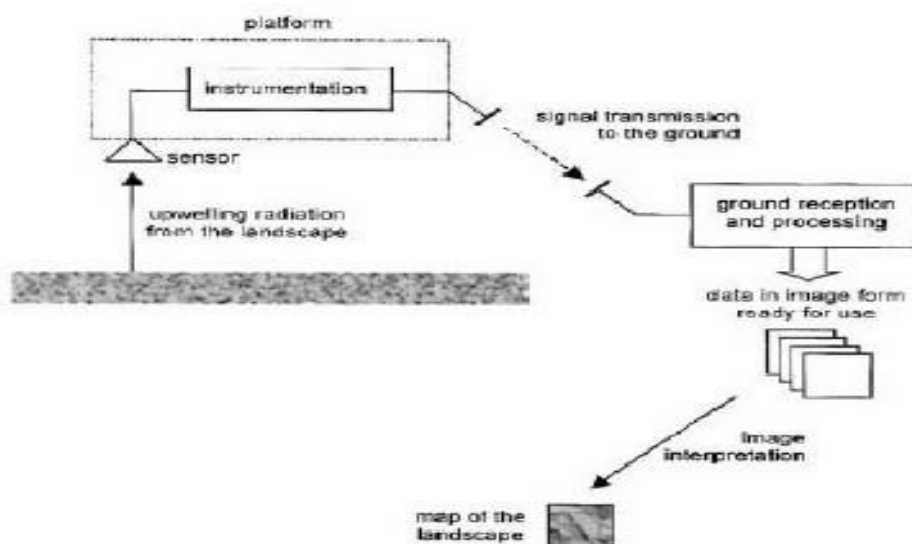 platform
instrumentation
sensor
signal transmission
to the ground
upwelling radiation
from the landscape
ground reception
and processing
data in image form
ready for use
Image
interpretation
map of the
landscape